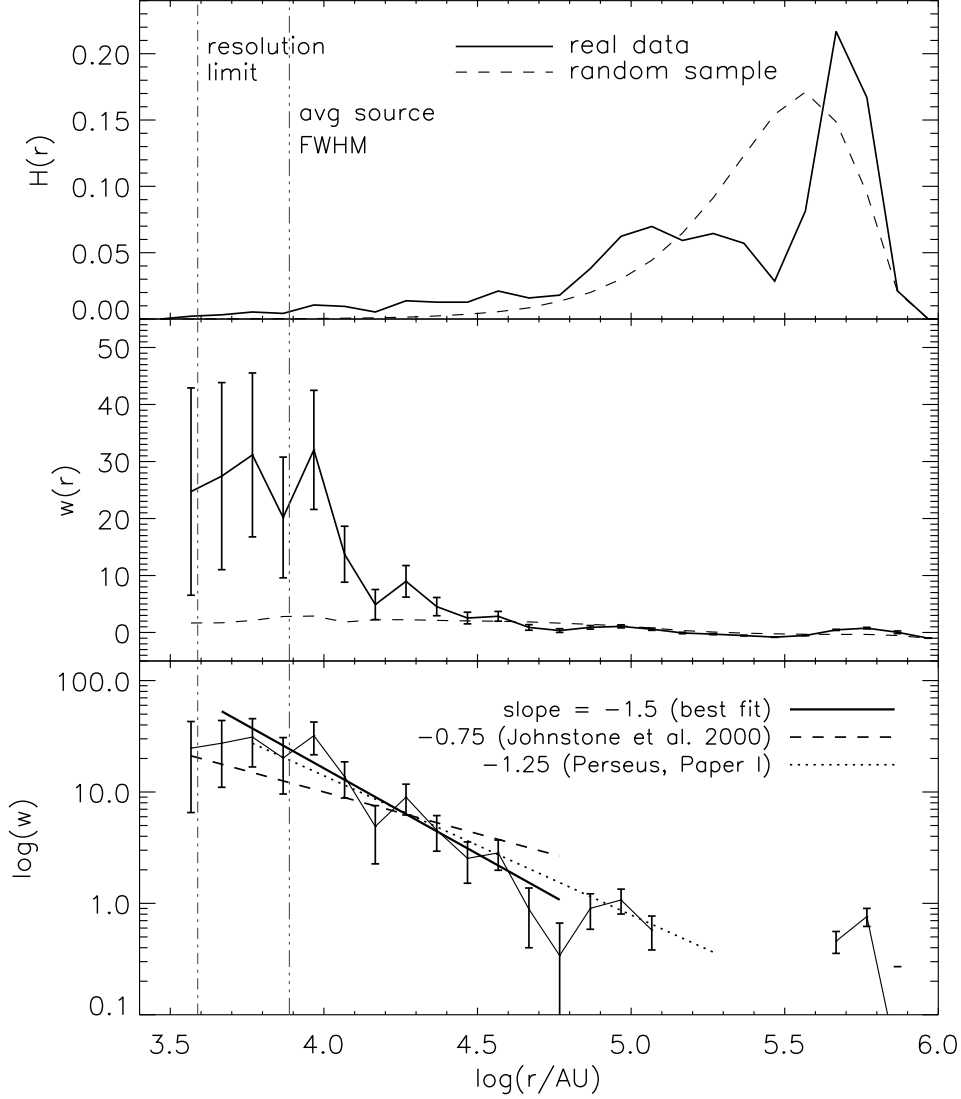 H(r)
0.20
0.15
0.10
0.05
0.00
resolution
limit
avg source
FWHM
real data
random sample
w(r)
50
40
30
20
10
0
log(w)
100.0
10.0
1.0
0.1
slope = −1.5 (best fit)
−0.75 (Johnstone et al. 2000)
−1.25 (Perseus, Paper I)
3.5 4.0 4.5 5.0 5.5 6.0
log(r/AU)